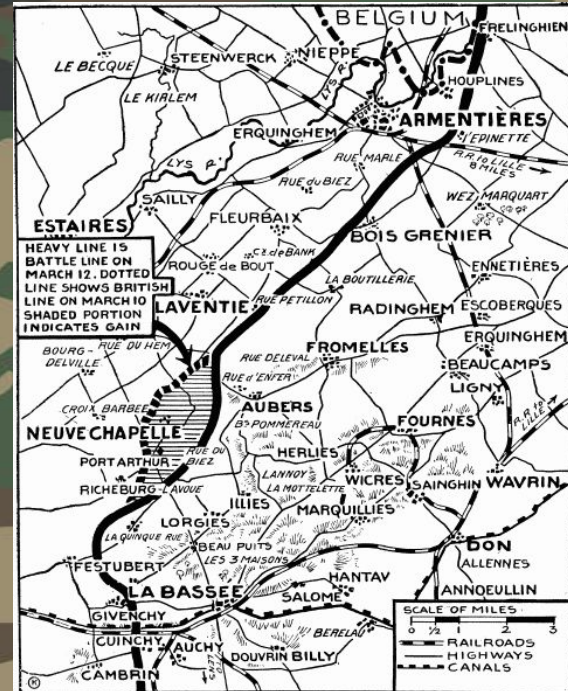 BELGIUM
FRELINGHIEN
LE BECQUE
STEENWERCK
NIEPPE
LE KIRLEM
LYS R.
HOUPLINES
ARMENTIÈRES
ERQUINGHEM
L'EPINETTE
LYS R.
RUE MARLE
R.R. TO LILLE
8 MILES
RUE DU BIEZ
SAILLY
WEZ MARQUART
FLEURBAIX
ESTAIRES
BOIS GRENIER
HEAVY LINE IS
BATTLE LINE ON
MARCH 12. DOTTED
LINE SHOWS BRITISH
LINE ON MARCH 10
SHADED PORTION
INDICATES GAIN
Ce. de BANK
ROUGE de BOUT
ENNETIÈRES
LA BOUTILLERIE
LAVENTIE
RUE PETILLON
RADINGHEM
ESCOBERQUES
RUE DU HEM
ERQUINGHEM
BOURG-
DELVILLE
RUE DELEVAL
FROMELLES
BEAUCAMPS
RUE d'ENFER
LIGNY
CROIX BARBEE
AUBERS
Bs POMMEREAU
R.R. TO
LILLE
NEUVE CHAPELLE
FOURNES
RUE DU
BIEZ
HERLIES
PORT ARTHUR
LANNOY
WICRES
RICHEBURG-LAVOUE
LA MOTTELETTE
SAINGHIN
WAVRIN
ILLIES
LORGIES
MARQUILLIES
LA QUINQUE RUE
BEAU PUITS
DON
LES 3 MAISONS
ALLENNES
FESTUBERT
HANTAV
LA BASSEE
SALOME
ANNOEULLIN
GIVENCHY
SCALE OF MILES
0 ½ 1 2 3
CUINCHY
BERELAU
RAILROADS
AUCHY
DOUVRIN
BILLY
HIGHWAYS
TO
LENS
CANALS
CAMBRIN
K